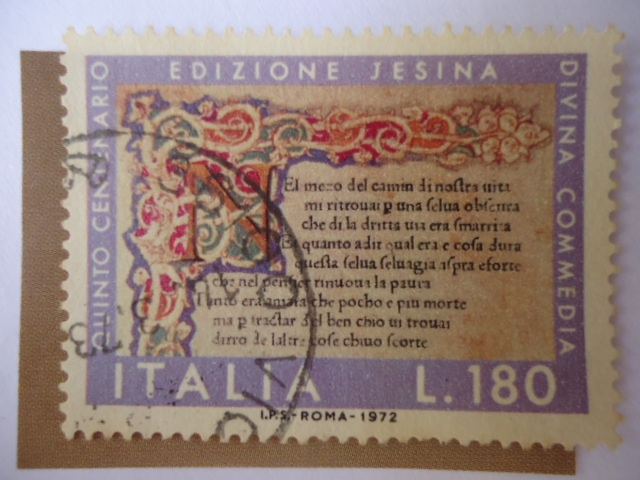 EDIZIONE JESINA
QUINTO CENTENARIO
DIVINA COMMEDIA
N
El mezo del camin di nostra uita
mi ritrouai p una selua obscura
che di la dritta uia era smarrita
Et quanto adir qual era e cosa dura
questa selua seluagia aspra e forte
che nel pensier rinuoua la paura
Tanto era amara che pocho e piu morte
ma p tractar del ben chio ui trouai
diro de laltre cose chiuo scorte
ITALIA L. 180
I.P.S. - ROMA - 1972